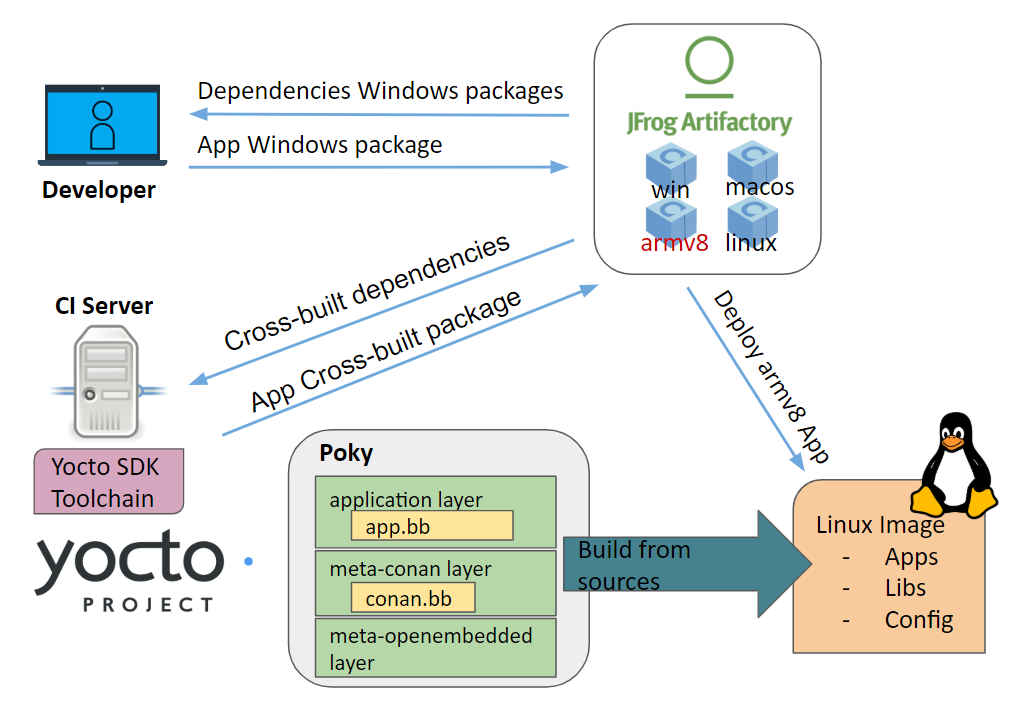 Dependencies Windows packages
App Windows package
Developer
JFrog Artifactory
win
macos
armv8
linux
Cross-built dependencies
App Cross-built package
Deploy armv8 App
CI Server
Yocto SDK
Toolchain
yocto
PROJECT
Poky
application layer
app.bb
meta-conan layer
conan.bb
meta-openembedded
layer
Build from
sources
Linux Image
- Apps
- Libs
- Config